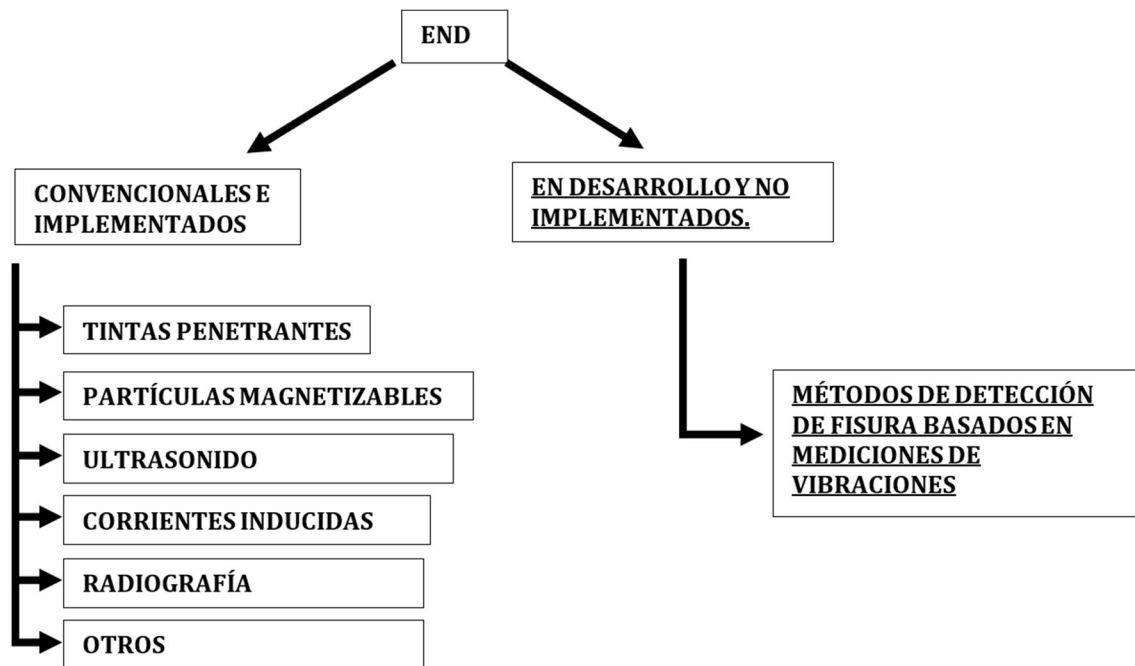 END
CONVENCIONALES E
IMPLEMENTADOS
EN DESARROLLO Y NO
IMPLEMENTADOS.
TINTAS PENETRANTES
PARTÍCULAS MAGNETIZABLES
ULTRASONIDO
CORRIENTES INDUCIDAS
RADIOGRAFÍA
OTROS
MÉTODOS DE DETECCIÓN
DE FISURA BASADOS EN
MEDICIONES DE
VIBRACIONES